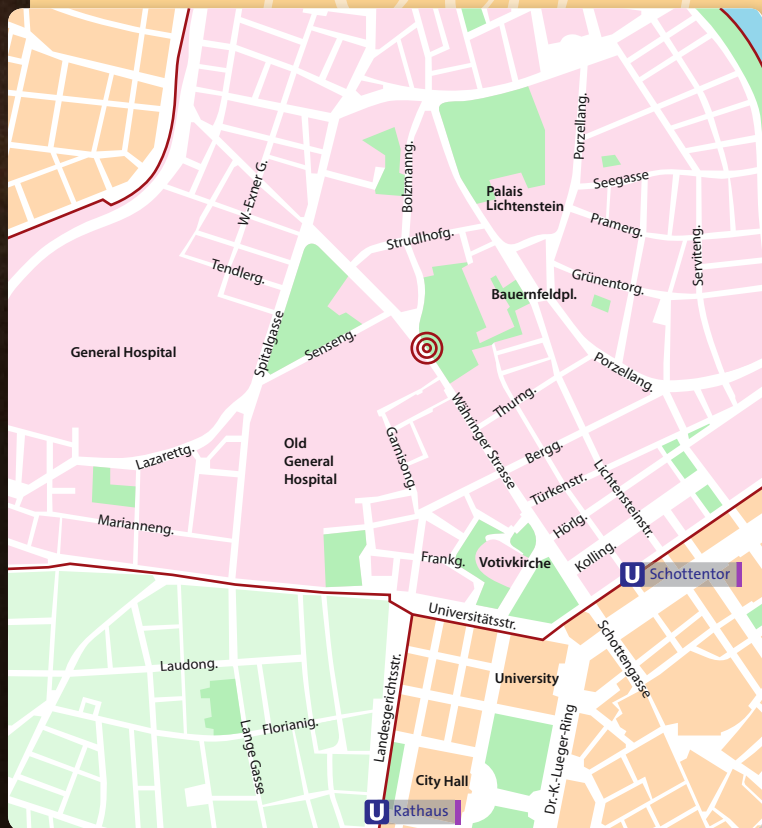 Porzellang.
W.-Exner G.
Bolzmanng.
Seegasse
Palais
Lichtenstein
Pramerg.
Strudlhofg.
Serviteng.
Tendlerg.
Grünentorg.
Bauernfeldpl.
General Hospital
Spitalgasse
Senseng.
Porzellang.
Währinger Strasse
Thurng.
Garnisong.
Old
General
Hospital
Bergg.
Lazarettg.
Türkenstr.
Lichtensteinstr.
Marianneng.
Hörlg.
Frankg.
Votivkirche
Kolling.
U Schottentor
Universitätsstr.
Schottengasse
Laudong.
Landesgerichtsstr.
University
Florianig.
Lange Gasse
Dr.-K.-Lueger-Ring
City Hall
U Rathaus